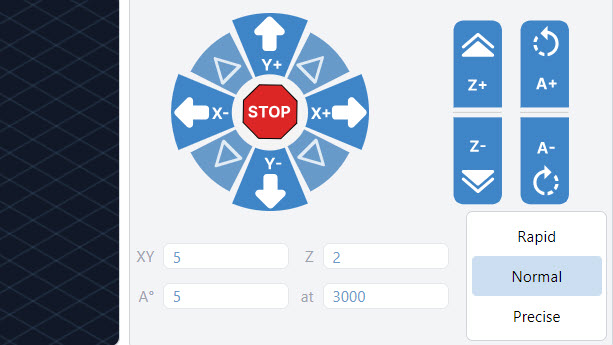 Y+
X- STOP X+
Y-
Z+ A+
Z- A-
XY 5 Z 2
A° 5 at 3000
Rapid
Normal
Precise